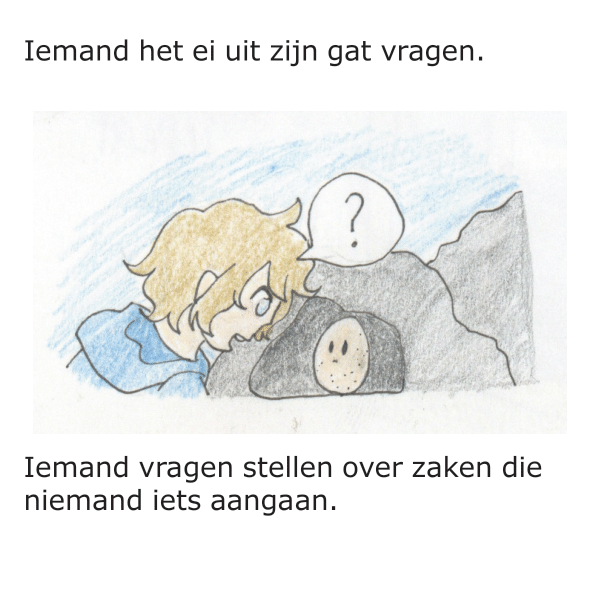 Iemand het ei uit zijn gat vragen.
?
Iemand vragen stellen over zaken die
niemand iets aangaan.